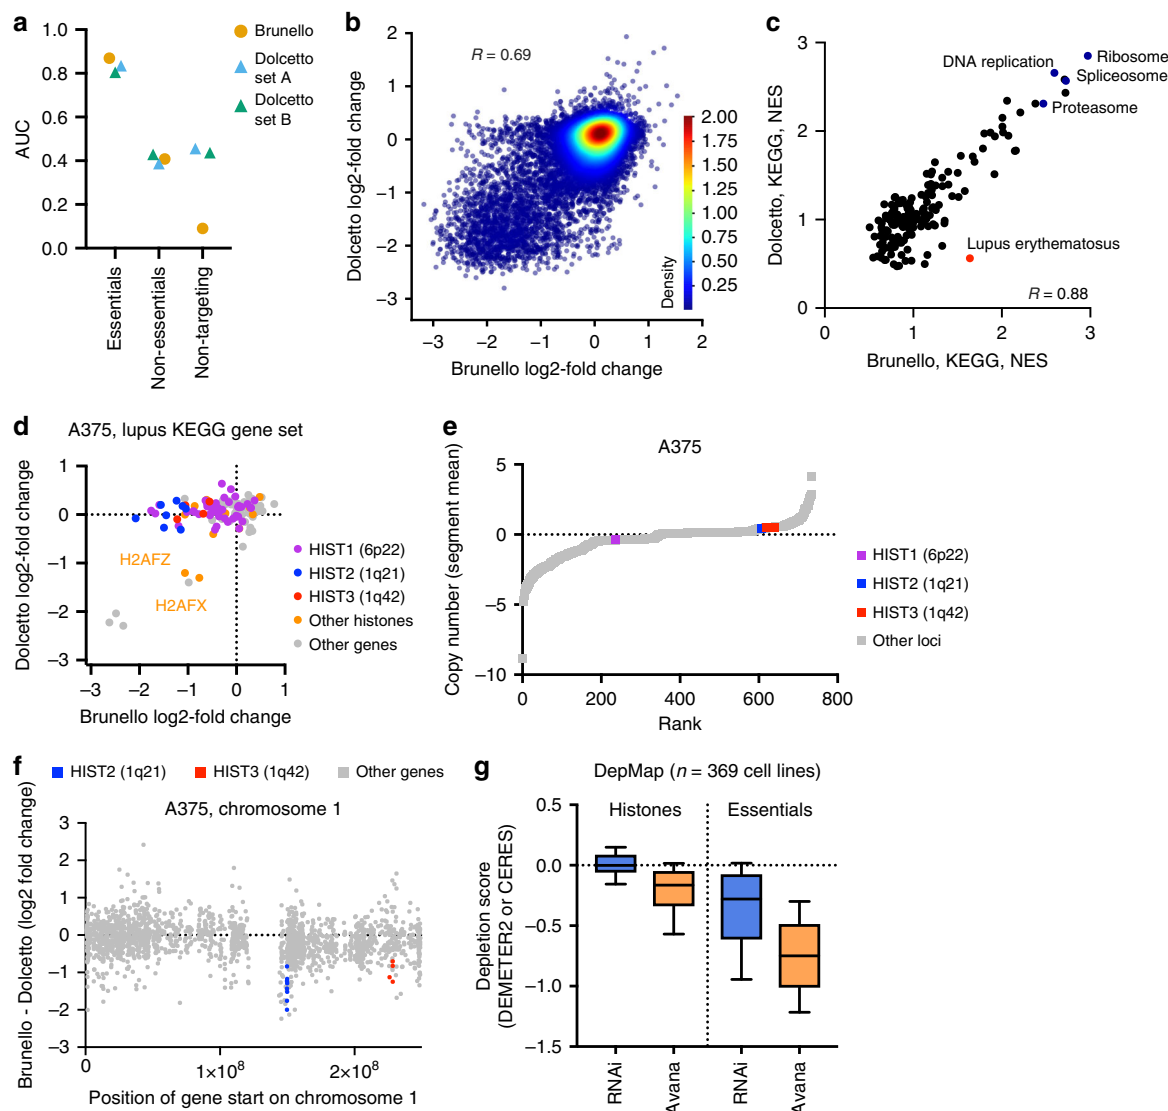 a
1.0
0.8
0.6
0.4
0.2
0.0
AUC
Essentials
Non-essentials
Non-targeting
Brunello
Dolcetto
set A
Dolcetto
set B
b
R = 0.69
2
1
0
−1
−2
−3
Dolcetto log2-fold change
−3 −2 −1 0 1 2
Brunello log2-fold change
2.00
1.75
1.50
1.25
1.00
0.75
0.50
0.25
Density
c
3
2
1
0
Dolcetto, KEGG, NES
DNA replication
Ribosome
Spliceosome
Proteasome
Lupus erythematosus
R = 0.88
0 1 2 3
Brunello, KEGG, NES
d
A375, lupus KEGG gene set
1
0
−1
−2
−3
Dolcetto log2-fold change
H2AFZ
H2AFX
HIST1 (6p22)
HIST2 (1q21)
HIST3 (1q42)
Other histones
Other genes
−3 −2 −1 0 1
Brunello log2-fold change
e
A375
5
0
−5
−10
Copy number (segment mean)
0 200 400 600 800
Rank
HIST1 (6p22)
HIST2 (1q21)
HIST3 (1q42)
Other loci
f
HIST2 (1q21) HIST3 (1q42) Other genes
A375, chromosome 1
3
2
1
0
−1
−2
−3
Brunello - Dolcetto (log2 fold change)
0 1×10⁸ 2×10⁸
Position of gene start on chromosome 1
g
DepMap (n = 369 cell lines)
Histones Essentials
0.5
0.0
−0.5
−1.0
−1.5
Depletion score
(DEMETER2 or CERES)
RNAi
Avana
RNAi
Avana